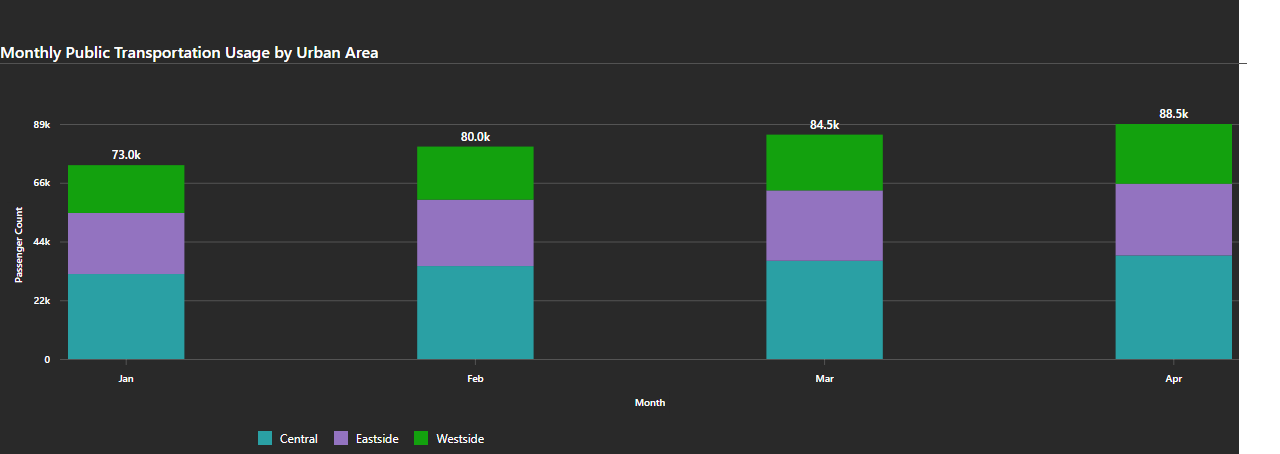 Monthly Public Transportation Usage by Urban Area
89k
66k
44k
22k
0
Passenger Count
73.0k
80.0k
84.5k
88.5k
Jan
Feb
Mar
Apr
Month
Central
Eastside
Westside